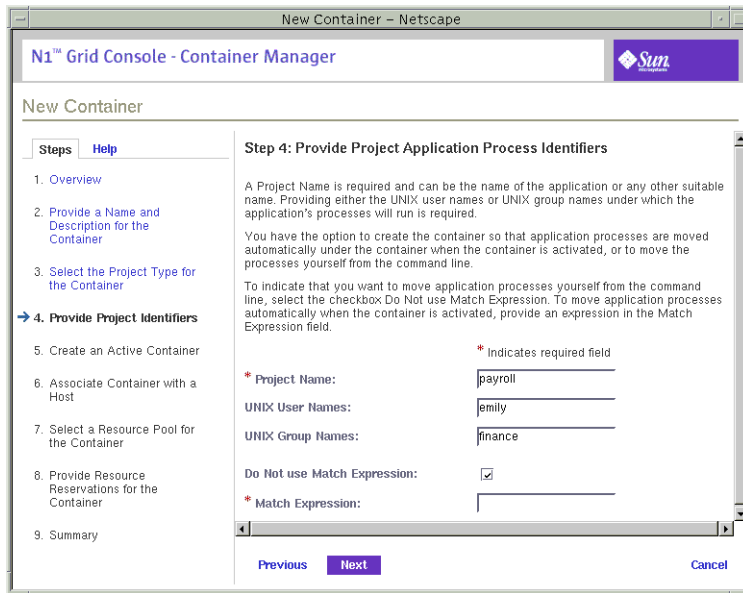 New Container – Netscape
N1™ Grid Console - Container Manager
Sun
microsystems
New Container
Steps
Help
1. Overview
2. Provide a Name and
Description for the
Container
3. Select the Project Type for
the Container
4. Provide Project Identifiers
5. Create an Active Container
6. Associate Container with a
Host
7. Select a Resource Pool for
the Container
8. Provide Resource
Reservations for the
Container
9. Summary
Step 4: Provide Project Application Process Identifiers
A Project Name is required and can be the name of the application or any other suitable
name. Providing either the UNIX user names or UNIX group names under which the
application's processes will run is required.
You have the option to create the container so that application processes are moved
automatically under the container when the container is activated, or to move the
processes yourself from the command line.
To indicate that you want to move application processes yourself from the command
line, select the checkbox Do Not use Match Expression. To move application processes
automatically when the container is activated, provide an expression in the Match
Expression field.
* Indicates required field
* Project Name: payroll
UNIX User Names: emily
UNIX Group Names: finance
Do Not use Match Expression:
* Match Expression:
Previous
Next
Cancel